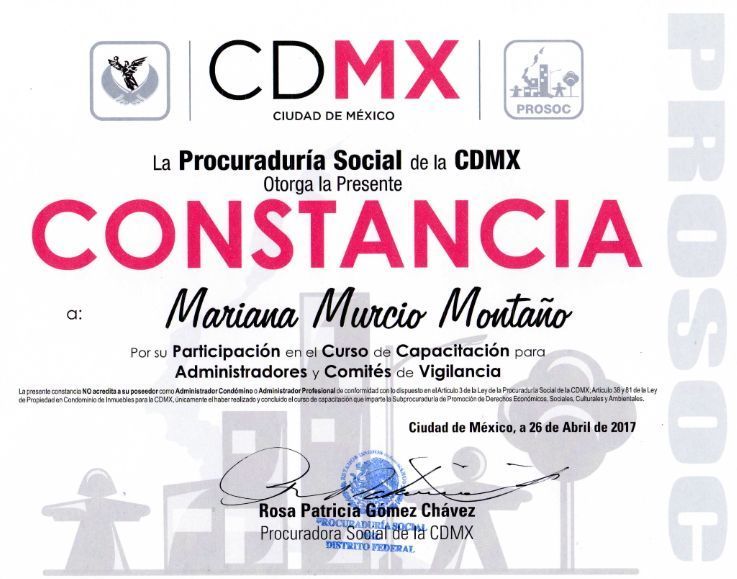 CDMX
CIUDAD DE MÉXICO
PROSOC
PROSOC
La Procuraduría Social de la CDMX
Otorga la Presente
CONSTANCIA
a: Mariana Murcio Montaño
Por su Participación en el Curso de Capacitación para
Administradores y Comités de Vigilancia
La presente constancia NO acredita a su poseedor como Administrador Condómino o Administrador Profesional de conformidad con lo dispuesto en el Artículo 3 de la Ley de la Procuraduría Social de la CDMX; Artículo 38 y 81 de la Ley
de Propiedad en Condominio de Inmuebles para la CDMX, únicamente el haber realizado y concluido el curso de capacitación que imparte la Subprocuraduría de Promoción de Derechos Económicos, Sociales, Culturales y Ambientales.
Ciudad de México, a 26 de Abril de 2017
Rosa Patricia Gómez Chávez
PROCURADURÍA SOCIAL
Procuradora Social de la CDMX
DISTRITO FEDERAL